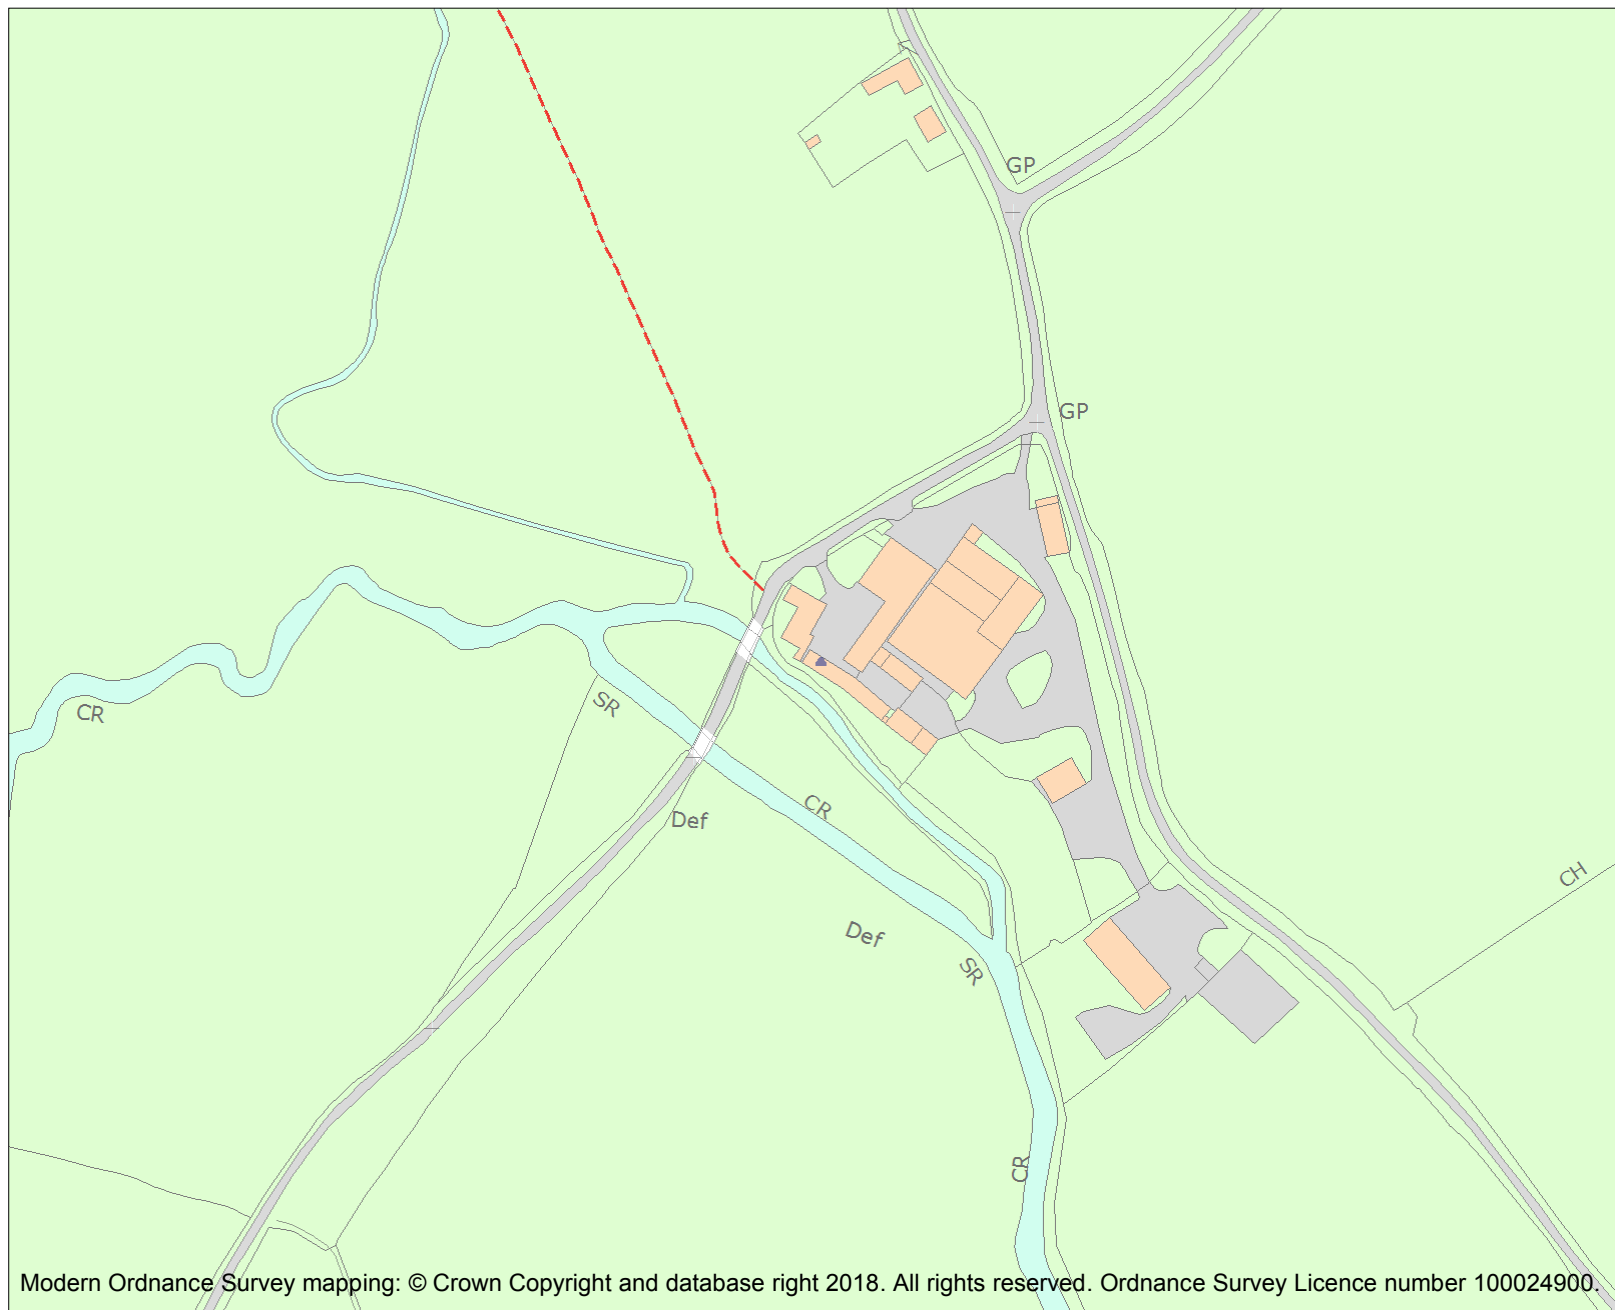 GP
GP
CR
SR
CR
Def
CH
Def
SR
CR
Modern Ordnance Survey mapping: © Crown Copyright and database right 2018. All rights reserved. Ordnance Survey Licence number 100024900.